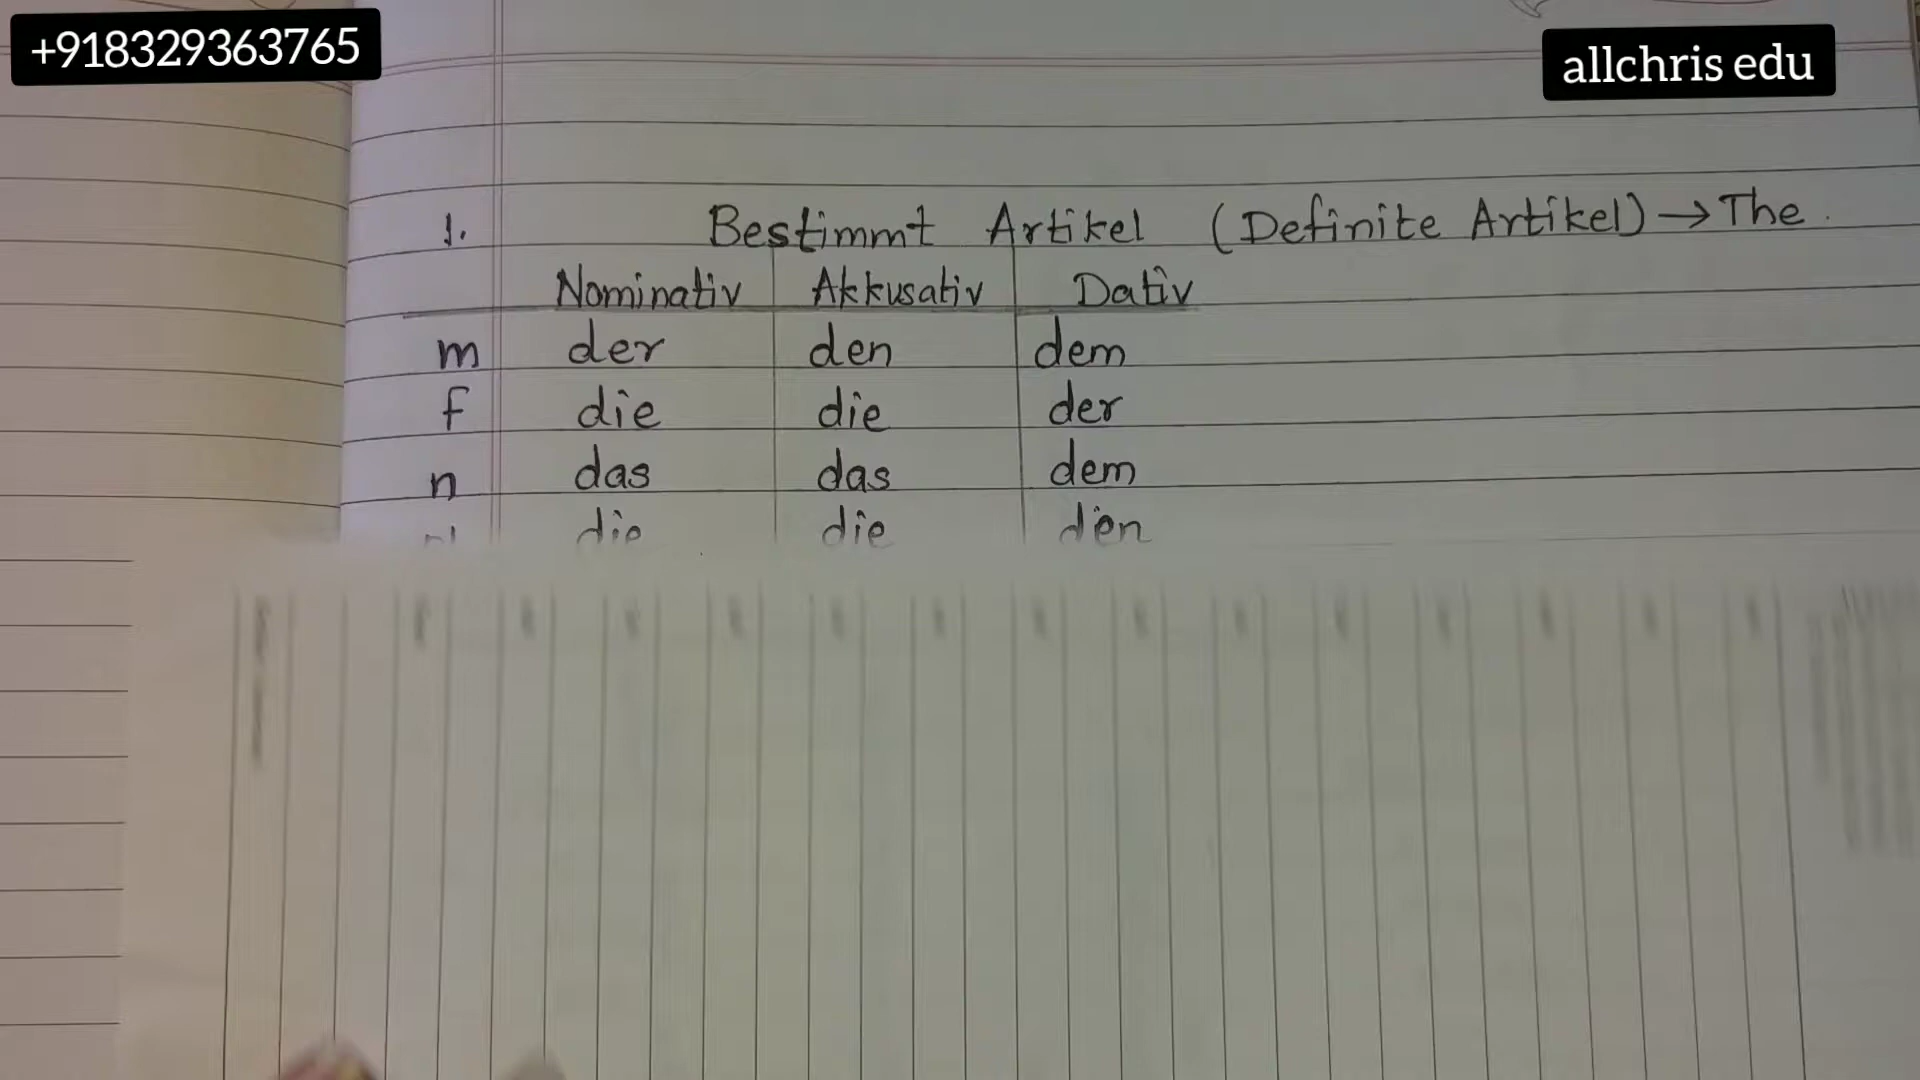 +918329363765
allchris edu
1. Bestimmt Artikel (Definite Artikel) → The
Nominativ Akkusativ Dativ
m der den dem
f die die der
n das das dem
die die den